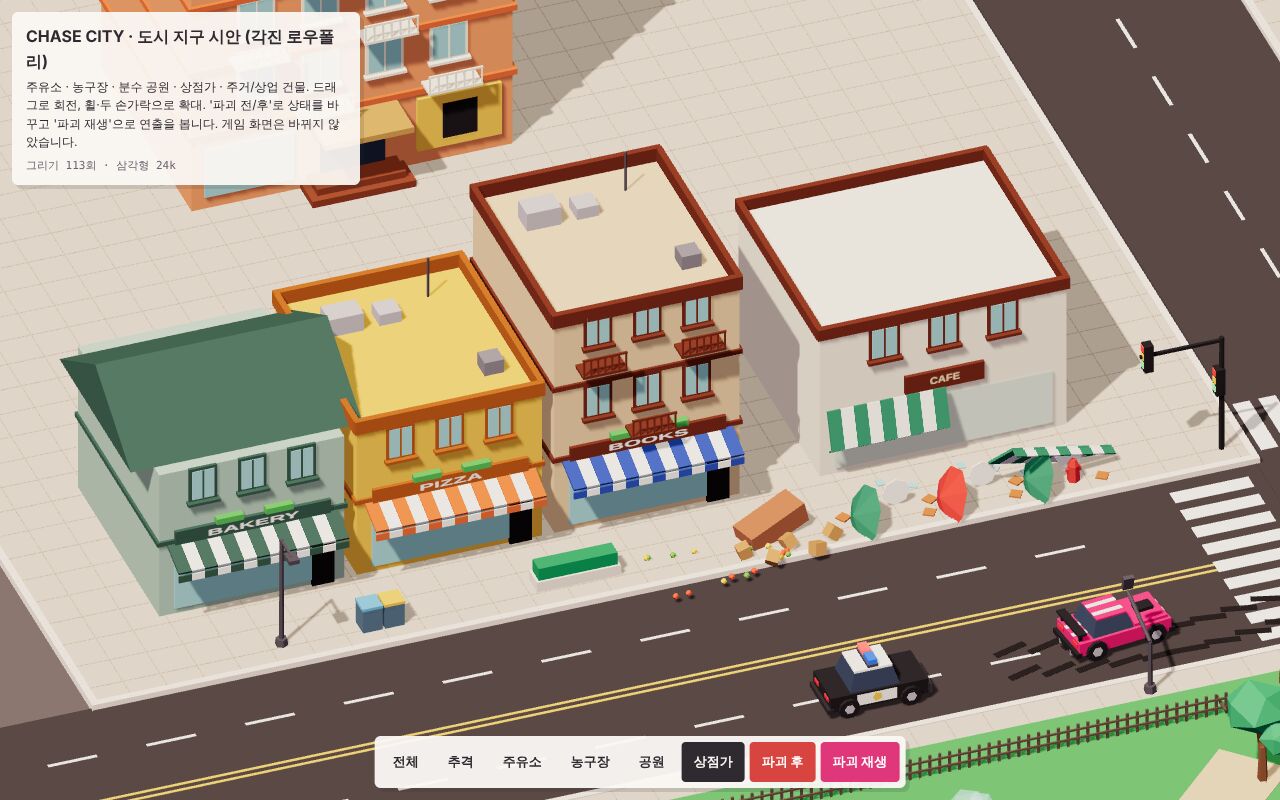 CHASE CITY · 도시 지구 시안 (각진 로우폴
리)
주유소 · 농구장 · 분수 공원 · 상점가 · 주거/상업 건물. 드래
그로 회전, 휠·두 손가락으로 확대. '파괴 전/후'로 상태를 바
꾸고 '파괴 재생'으로 연출을 봅니다. 게임 화면은 바뀌지 않
았습니다.
그리기 113회 · 삼각형 24k
CAFE
BOOKS
PIZZA
BAKERY
전체 추격 주유소 농구장 공원 상점가 파괴 후 파괴 재생